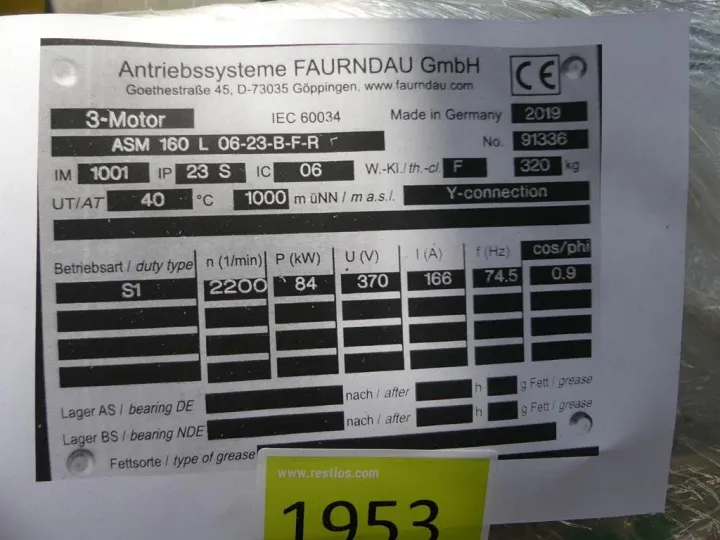 Antriebssysteme FAURNDAU GmbH
Goethestraße 45, D-73035 Göppingen, www.faurndau.com
CE
3-Motor IEC 60034 Made in Germany 2019
ASM 160 L 06-23-B-F-R No. 91336
IM 1001 IP 23 S IC 06 W.-Kl./th.-cl. F 320 kg
UT/AT 40 °C 1000 m üNN / m a.s.l. Y-connection
Betriebsart / duty type n (1/min) P (kW) U (V) I (A) f (Hz) cos/phi
S1 2200 84 370 166 74.5 0.9
Lager AS / bearing DE nach / after h g Fett / grease
Lager BS / bearing NDE nach / after h g Fett / grease
Fettsorte / type of grease
www.restlos.com
1953